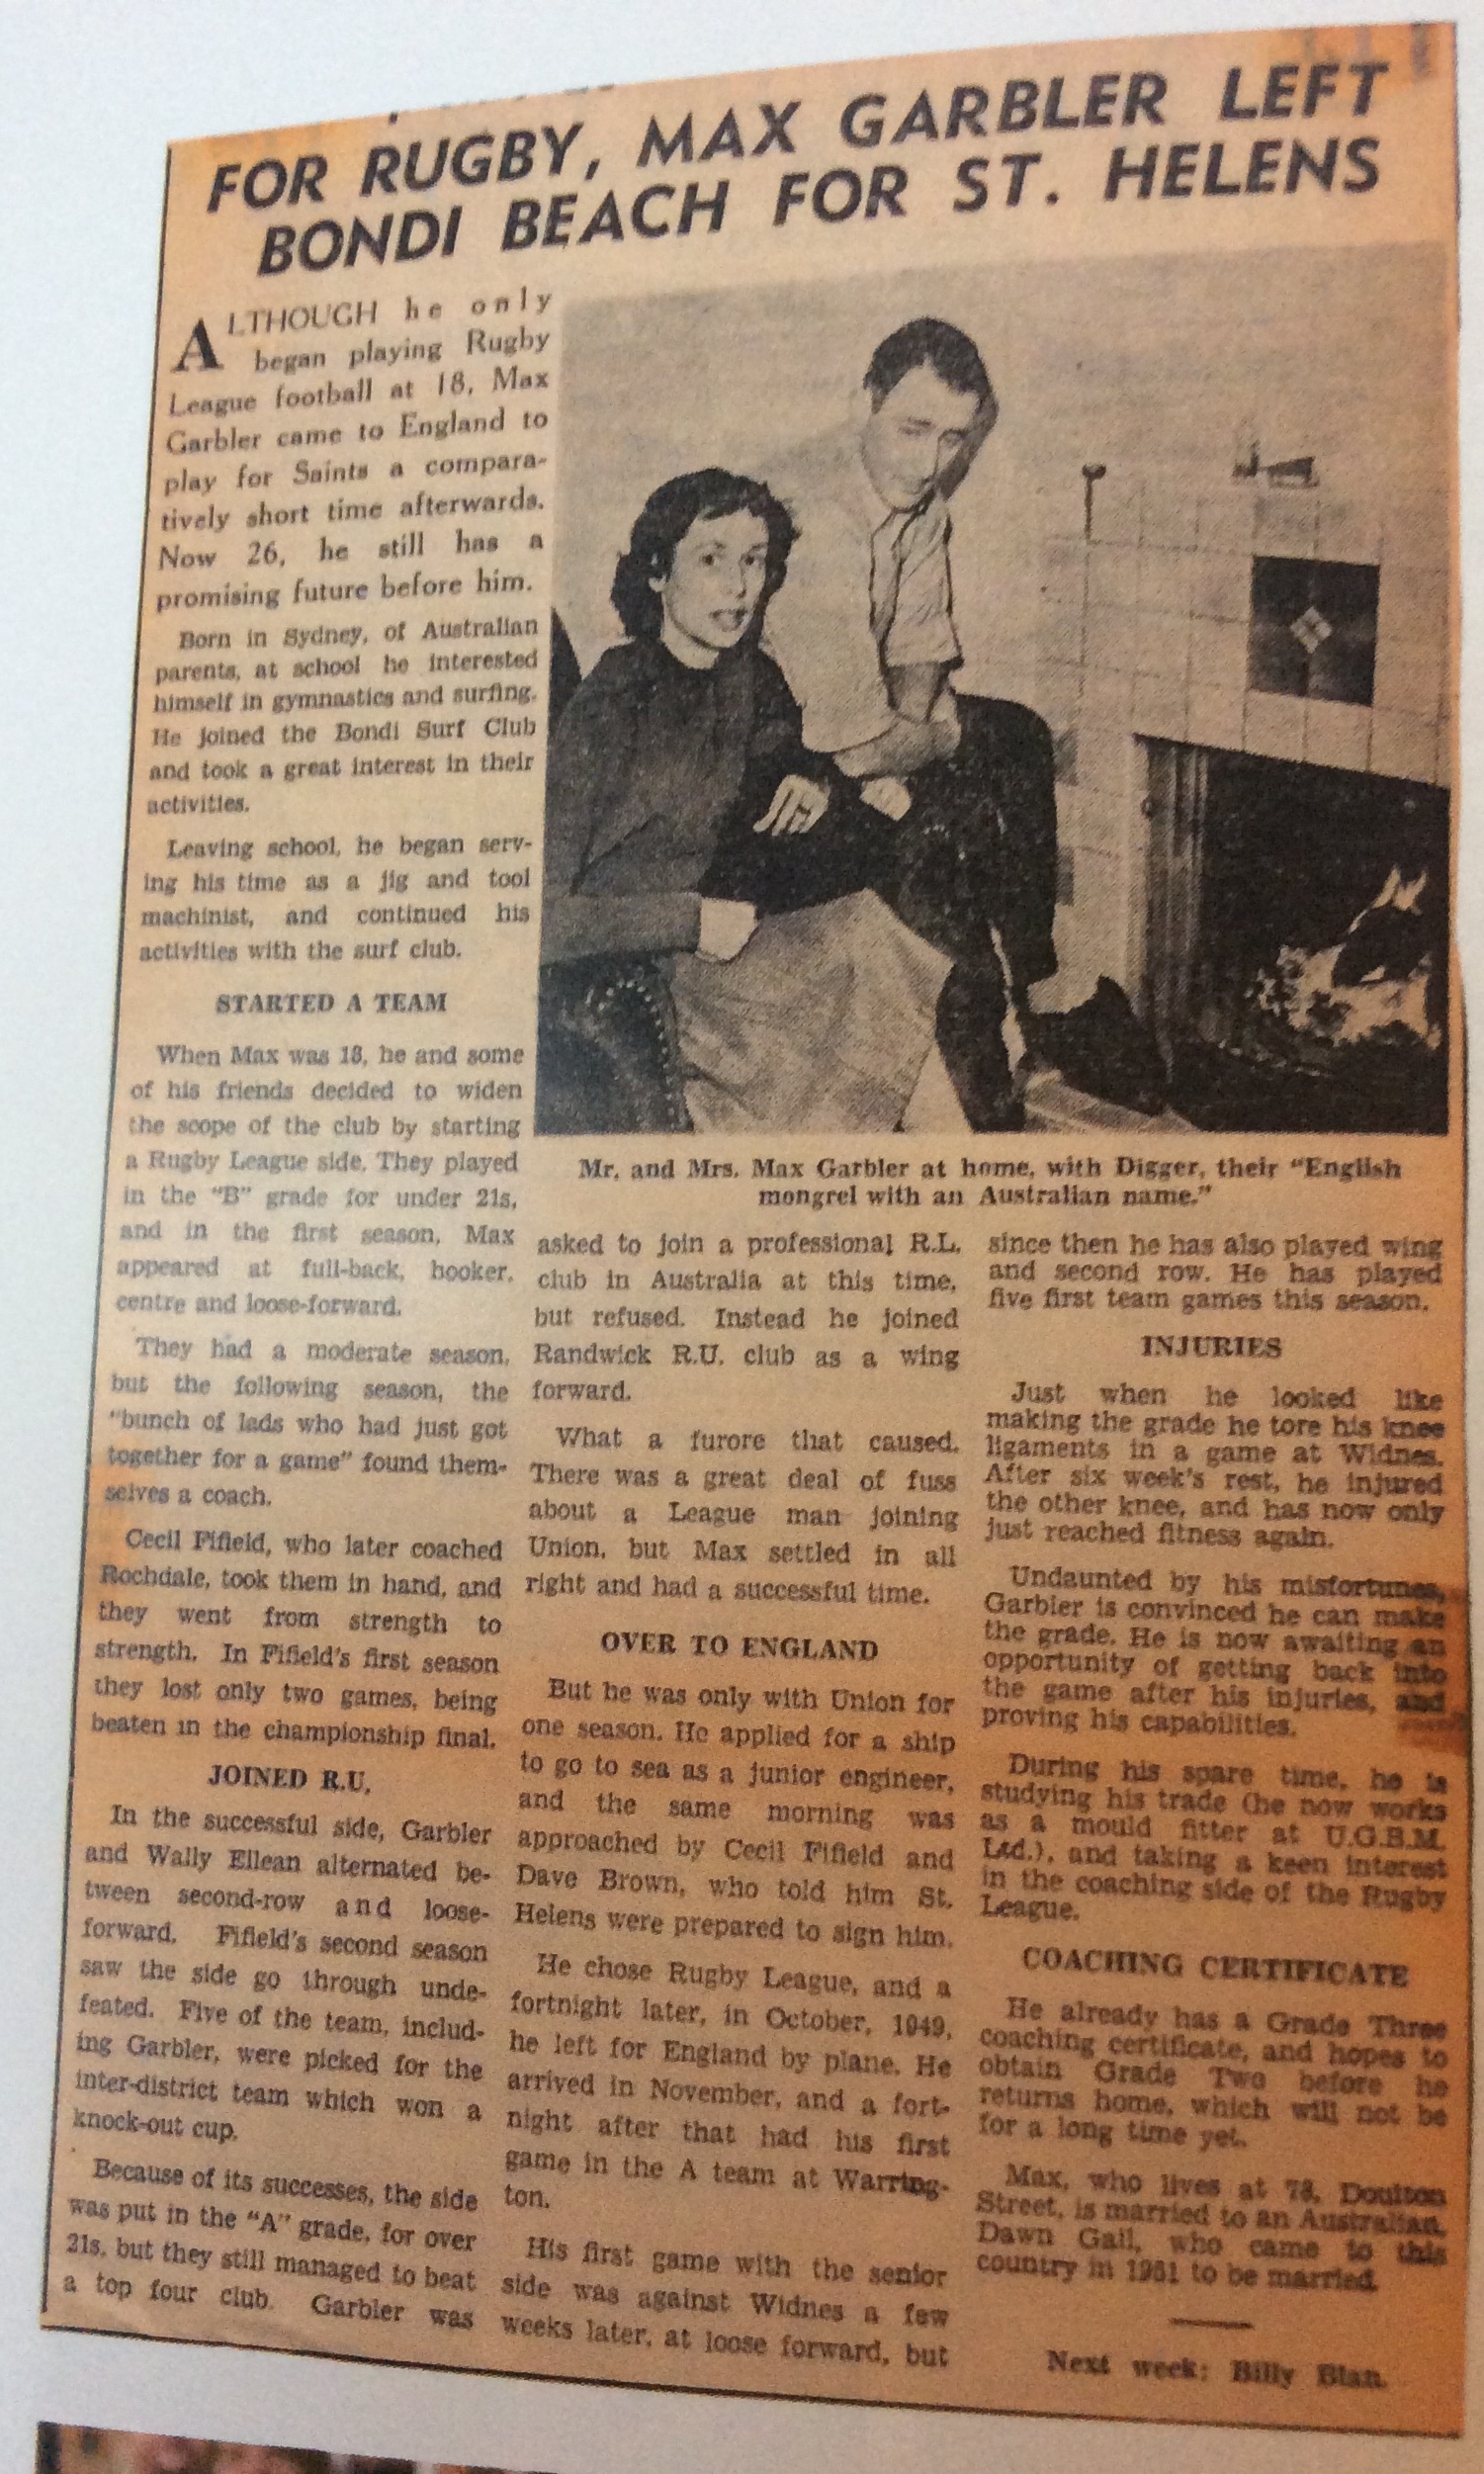 FOR RUGBY, MAX GARBLER LEFT
BONDI BEACH FOR ST. HELENS
ALTHOUGH he only
began playing Rugby
League football at 18, Max
Garbler came to England to
play for Saints a compara-
tively short time afterwards.
Now 26, he still has a
promising future before him.
Born in Sydney, of Australian
parents, at school he interested
himself in gymnastics and surfing.
He joined the Bondi Surf Club
and took a great interest in their
activities.
Leaving school, he began serv-
ing his time as a jig and tool
machinist, and continued his
activities with the surf club.
STARTED A TEAM
When Max was 18, he and some
of his friends decided to widen
the scope of the club by starting
a Rugby League side. They played
in the "B" grade for under 21s,
and in the first season, Max
appeared at full-back, hooker,
centre and loose-forward.
They had a moderate season,
but the following season, the
"bunch of lads who had just got
together for a game" found them-
selves a coach.
Cecil Fifield, who later coached
Rochdale, took them in hand, and
they went from strength to
strength. In Fifield's first season
they lost only two games, being
beaten in the championship final.
JOINED R.U.
In the successful side, Garbler
and Wally Ellean alternated be-
tween second-row and loose-
forward. Fifield's second season
saw the side go through unde-
feated. Five of the team, includ-
ing Garbler, were picked for the
inter-district team which won a
knock-out cup.
Because of its successes, the side
was put in the "A" grade, for over
21s, but they still managed to beat
a top four club. Garbler was
Mr. and Mrs. Max Garbler at home, with Digger, their "English
mongrel with an Australian name."
asked to join a professional R.L.
club in Australia at this time,
but refused. Instead he joined
Randwick R.U. club as a wing
forward.
What a furore that caused.
There was a great deal of fuss
about a League man joining
Union, but Max settled in all
right and had a successful time.
OVER TO ENGLAND
But he was only with Union for
one season. He applied for a ship
to go to sea as a junior engineer,
and the same morning was
approached by Cecil Fifield and
Dave Brown, who told him St.
Helens were prepared to sign him.
He chose Rugby League, and a
fortnight later, in October, 1949,
he left for England by plane. He
arrived in November, and a fort-
night after that had his first
game in the A team at Warring-
ton.
His first game with the senior
side was against Widnes a few
weeks later, at loose forward, but
since then he has also played wing
and second row. He has played
five first team games this season.
INJURIES
Just when he looked like
making the grade he tore his knee
ligaments in a game at Widnes.
After six week's rest, he injured
the other knee, and has now only
just reached fitness again.
Undaunted by his misfortunes,
Garbler is convinced he can make
the grade. He is now awaiting an
opportunity of getting back into
the game after his injuries, and
proving his capabilities.
During his spare time, he is
studying his trade (he now works
as a mould fitter at U.G.B.M.
Ltd.), and taking a keen interest
in the coaching side of the Rugby
League.
COACHING CERTIFICATE
He already has a Grade Three
coaching certificate, and hopes to
obtain Grade Two before he
returns home, which will not be
for a long time yet.
Max, who lives at 78, Doulton
Street, is married to an Australian,
Dawn Gail, who came to this
country in 1951 to be married.
Next week: Billy Blan.